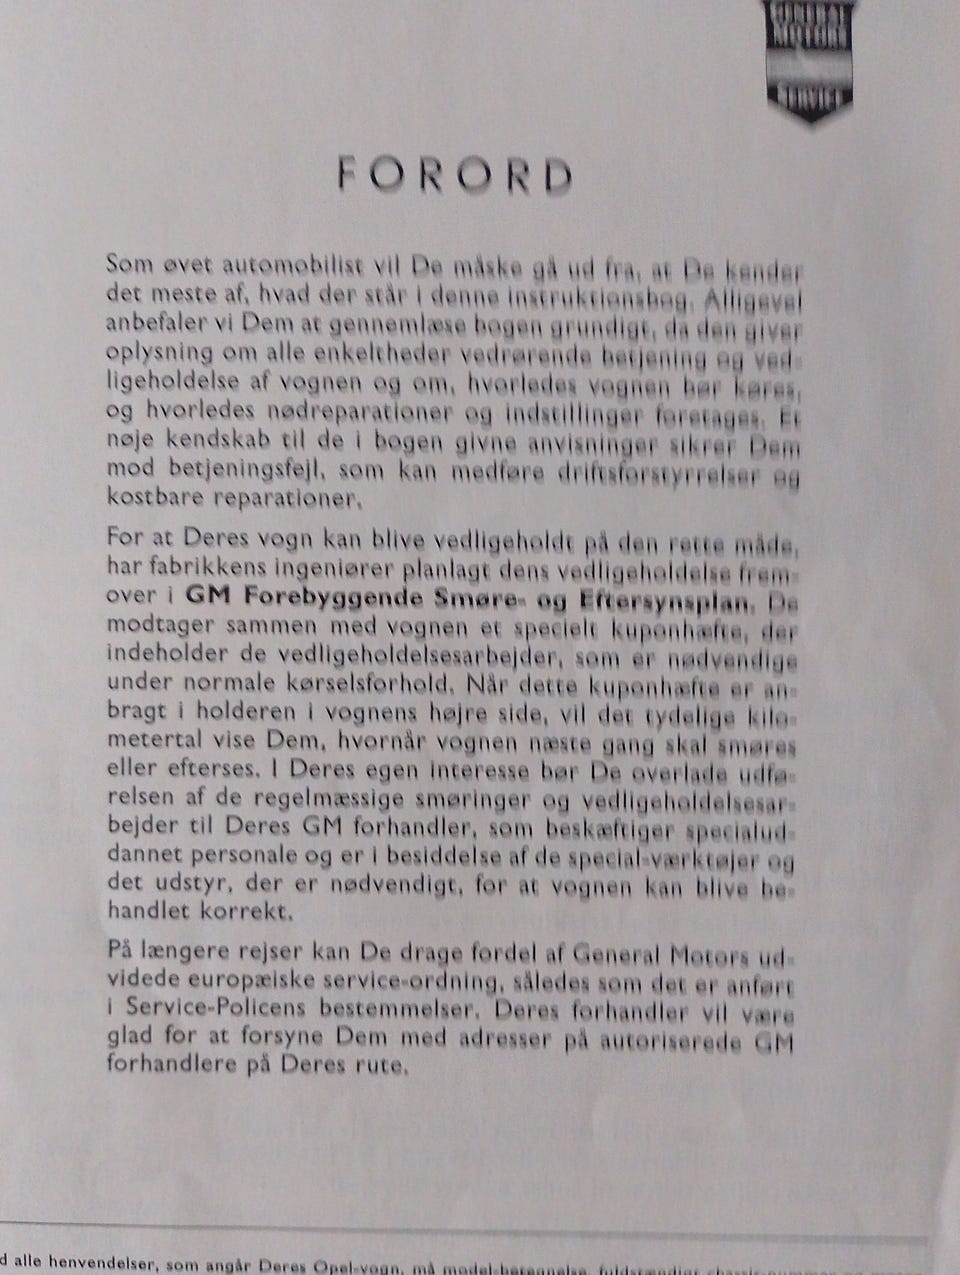 GENERAL
MOTORS
SERVICE
FORORD
Som øvet automobilist vil De måske gå ud fra, at De kender
det meste af, hvad der står i denne instruktionsbog. Alligevel
anbefaler vi Dem at gennemlæse bogen grundigt, da den giver
oplysning om alle enkeltheder vedrørende betjening og ved-
ligeholdelse af vognen og om, hvorledes vognen bør køres,
og hvorledes nødreparationer og indstillinger foretages. Et
nøje kendskab til de i bogen givne anvisninger sikrer Dem
mod betjeningsfejl, som kan medføre driftsforstyrrelser og
kostbare reparationer.
For at Deres vogn kan blive vedligeholdt på den rette måde,
har fabrikkens ingeniører planlagt dens vedligeholdelse frem-
over i GM Forebyggende Smøre- og Eftersynsplan. De
modtager sammen med vognen et specielt kuponhæfte, der
indeholder de vedligeholdelsesarbejder, som er nødvendige
under normale kørselsforhold. Når dette kuponhæfte er an-
bragt i holderen i vognens højre side, vil det tydelige kilo-
metertal vise Dem, hvornår vognen næste gang skal smøres
eller efterses. I Deres egen interesse bør De overlade udfø-
relsen af de regelmæssige smøringer og vedligeholdelsesar-
bejder til Deres GM forhandler, som beskæftiger specialud-
dannet personale og er i besiddelse af de special-værktøjer og
det udstyr, der er nødvendigt, for at vognen kan blive be-
handlet korrekt.
På længere rejser kan De drage fordel af General Motors ud-
videde europæiske service-ordning, således som det er anført
i Service-Policens bestemmelser. Deres forhandler vil være
glad for at forsyne Dem med adresser på autoriserede GM
forhandlere på Deres rute.
d alle henvendelser, som angår Deres Opel-vogn, må model-betegnelse, fuldstændigt chassis-nummer og motor-